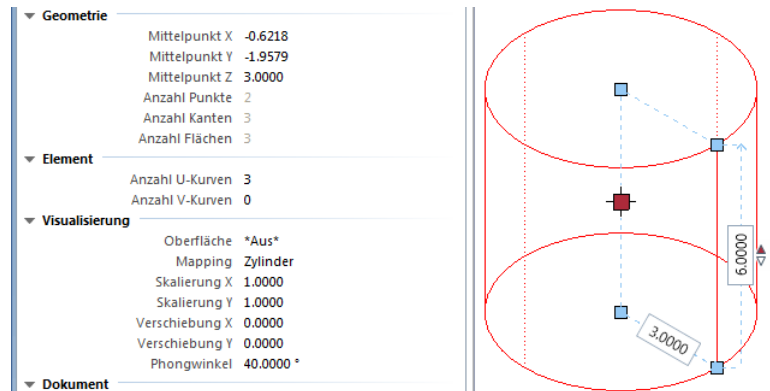 Geometrie
Mittelpunkt X -0.6218
Mittelpunkt Y -1.9579
Mittelpunkt Z 3.0000
Anzahl Punkte 2
Anzahl Kanten 3
Anzahl Flächen 3
Element
Anzahl U-Kurven 3
Anzahl V-Kurven 0
Visualisierung
Oberfläche *Aus*
Mapping Zylinder
Skalierung X 1.0000
Skalierung Y 1.0000
Verschiebung X 0.0000
Verschiebung Y 0.0000
Phongwinkel 40.0000 °
Dokument
6.0000
3.0000